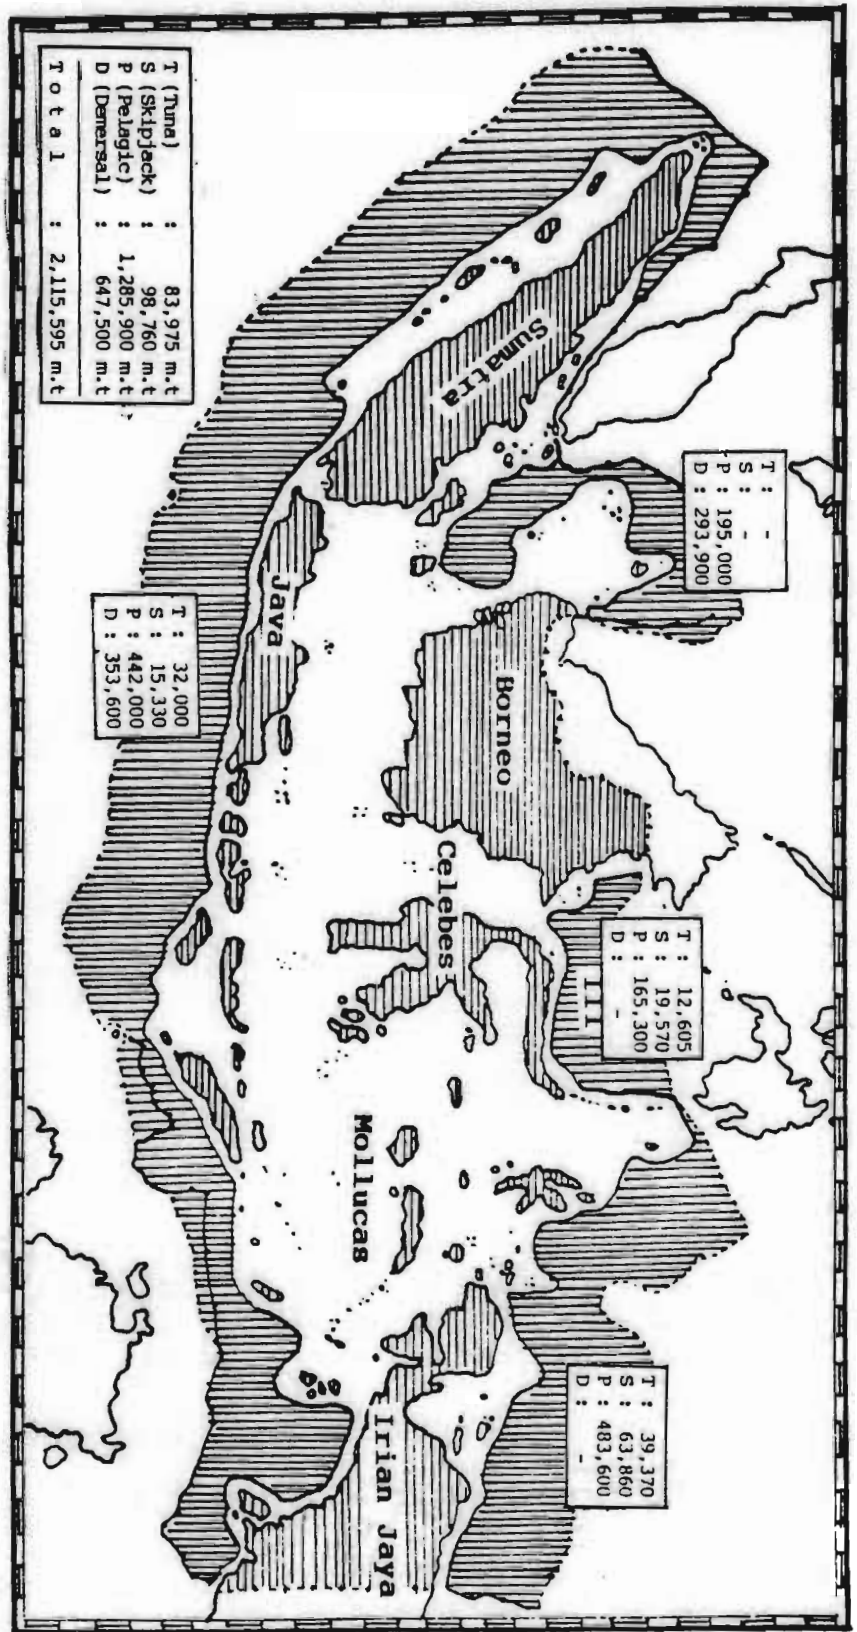 T : -
S : -
P : 195,000
D : 293,900
T : 12,605
S : 19,570
P : 165,300
D : -
T : 39,370
S : 63,860
P : 483,600
D : -
III
Sumatra
Borneo
Celebes
Mollucas
Irian Jaya
Java
T : 32,000
S : 15,330
P : 442,000
D : 353,600
T (Tuna) : 83,975 m.t
S (Skipjack) : 98,760 m.t
P (Pelagic) : 1,285,900 m.t
D (Demersal) : 647,500 m.t
Total : 2,115,595 m.t